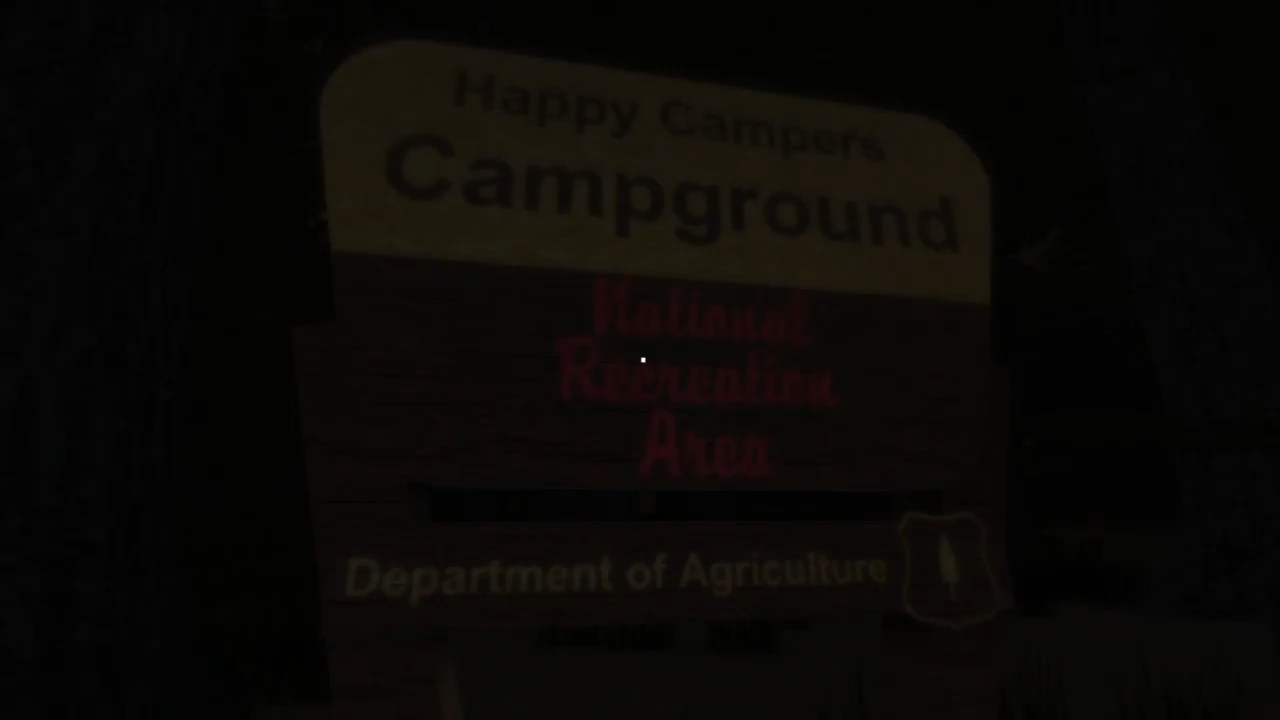 Happy Campers
Campground
National
Recreation
Area
Department of Agriculture